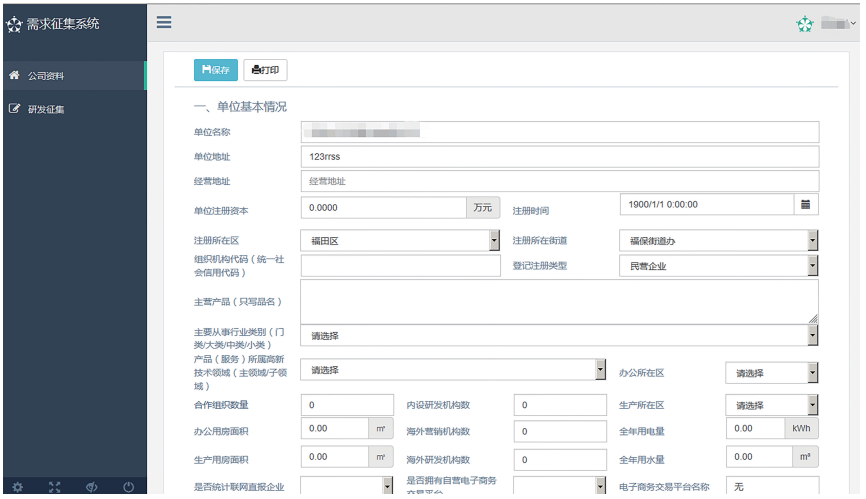 需求征集系统
公司资料
研发征集
保存
打印
一、单位基本情况
单位名称
单位地址
123rrss
经营地址
经营地址
单位注册资本
0.0000
万元
注册时间
1900/1/1 0:00:00
注册所在区
福田区
注册所在街道
福保街道办
组织机构代码（统一社
会信用代码）
登记注册类型
民营企业
主营产品（只写品名）
主要从事行业类别（门
类/大类/中类/小类）
请选择
产品（服务）所属高新
技术领域（主领域/子领
域）
请选择
办公所在区
请选择
合作组织数量
0
内设研发机构数
0
生产所在区
请选择
办公用房面积
0.00
㎡
海外营销机构数
0
全年用电量
0.00
kWh
生产用房面积
0.00
㎡
海外研发机构数
0
全年用水量
0.00
m³
是否统计联网直报企业
是否拥有自营电子商务
交易平台
电子商务交易平台名称
无